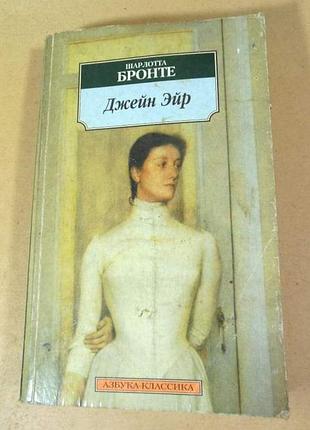 ШАРЛОТТА
БРОНТЕ
Джейн Эйр
АЗБУКА-КЛАССИКА